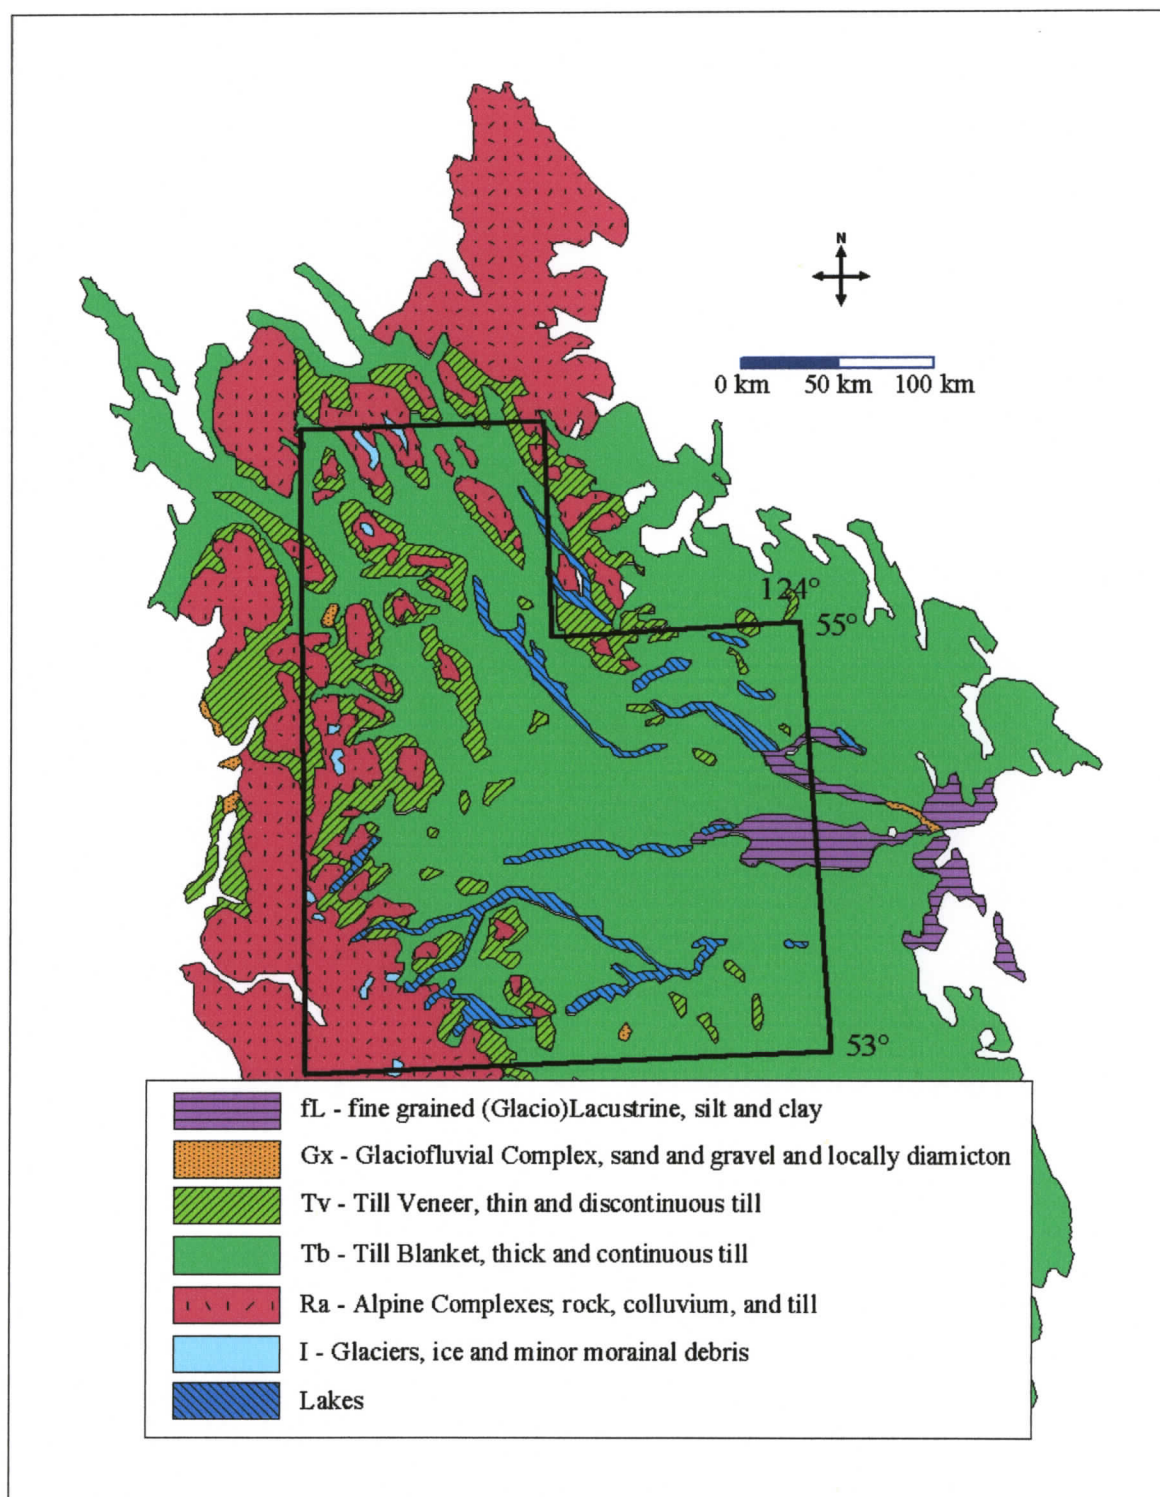 N
0 km 50 km 100 km
124°
55°
53°
fL - fine grained (Glacio)Lacustrine, silt and clay
Gx - Glaciofluvial Complex, sand and gravel and locally diamicton
Tv - Till Veneer, thin and discontinuous till
Tb - Till Blanket, thick and continuous till
Ra - Alpine Complexes; rock, colluvium, and till
I - Glaciers, ice and minor morainal debris
Lakes